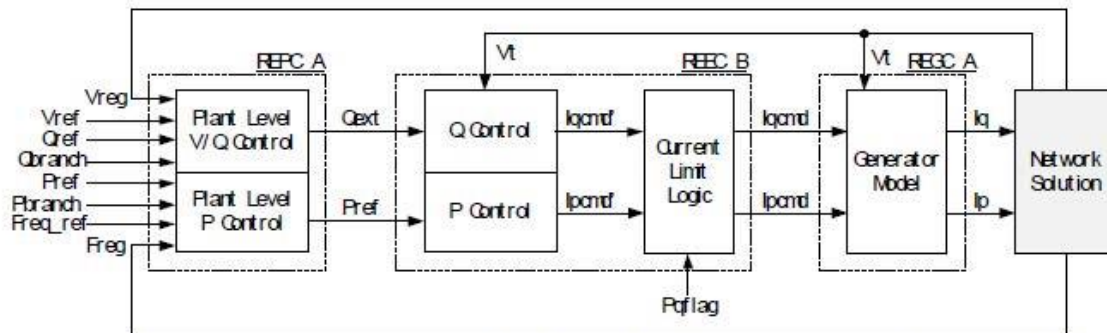 REPC_A
Vt
REEC_B
Vt
REGC_A
Vreg
Vref
Qref
Qbranch
Pref
Pbranch
Freq_ref
Freg
Plant Level
V/Q Control
Plant Level
P Control
Qext
Pref
Q Control
P Control
Iqcmd'
Ipcmd'
Current
Limit
Logic
Pqflag
Iqcmd
Ipcmd
Generator
Model
Iq
Ip
Network
Solution